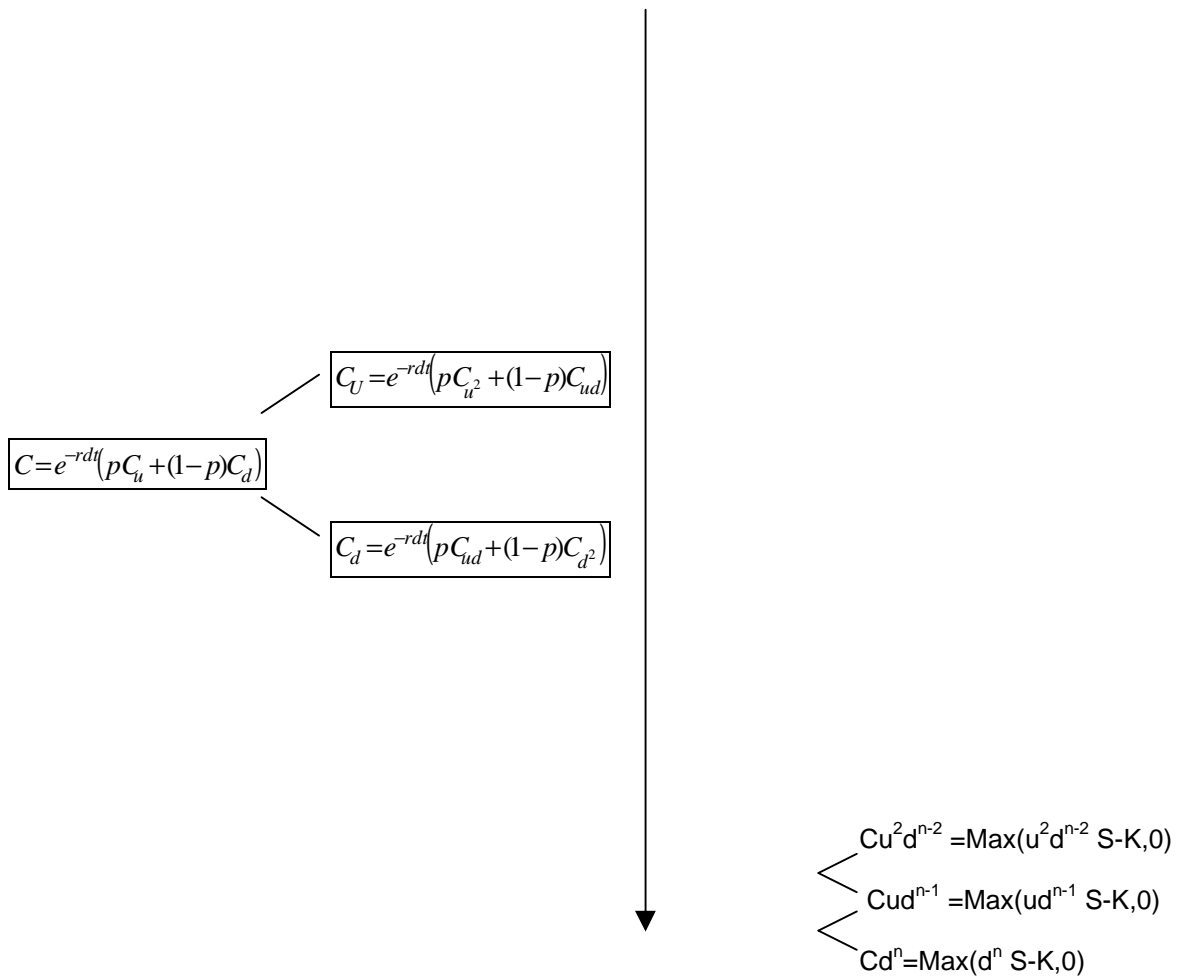 C_U = e^{-rdt}(pC_{u^2} + (1-p)C_{ud})
C = e^{-rdt}(pC_u + (1-p)C_d)
C_d = e^{-rdt}(pC_{ud} + (1-p)C_{d^2})
Cu^2d^{n-2} =Max(u^2d^{n-2} S-K,0)
Cud^{n-1} =Max(ud^{n-1} S-K,0)
Cd^n=Max(d^n S-K,0)